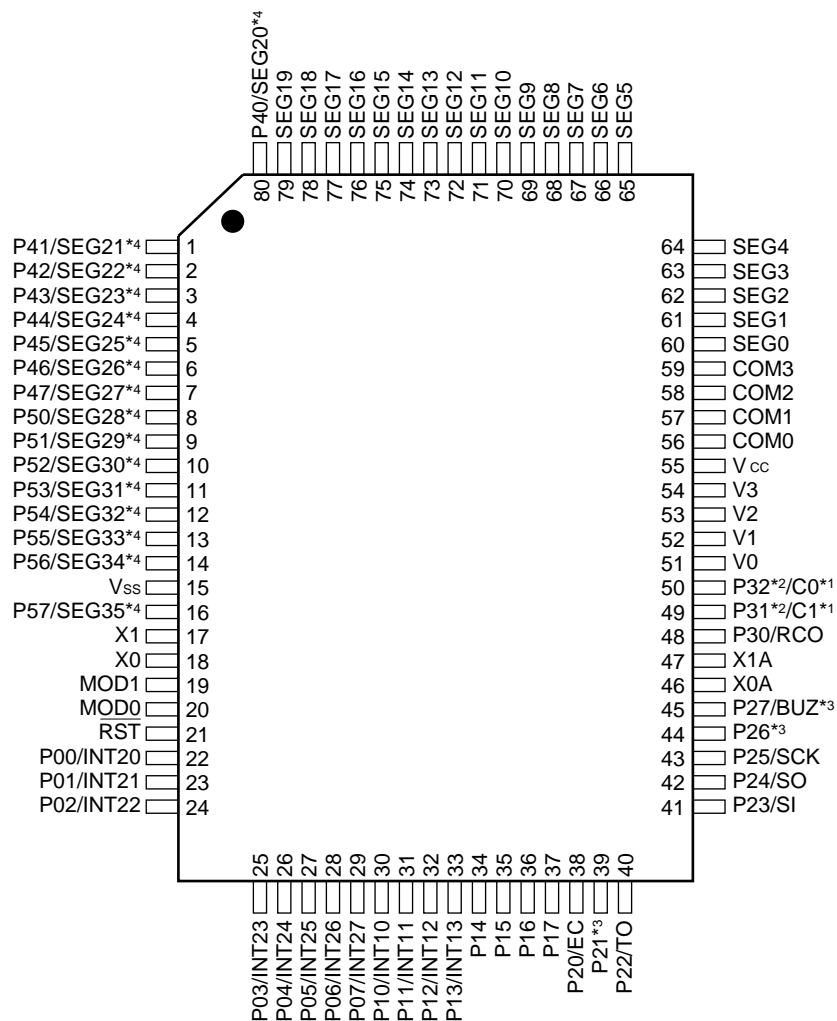 P40/SEG20*4
SEG19
SEG18
SEG17
SEG16
SEG15
SEG14
SEG13
SEG12
SEG11
SEG10
SEG9
SEG8
SEG7
SEG6
SEG5
80
79
78
77
76
75
74
73
72
71
70
69
68
67
66
65
P41/SEG21*4 1
P42/SEG22*4 2
P43/SEG23*4 3
P44/SEG24*4 4
P45/SEG25*4 5
P46/SEG26*4 6
P47/SEG27*4 7
P50/SEG28*4 8
P51/SEG29*4 9
P52/SEG30*4 10
P53/SEG31*4 11
P54/SEG32*4 12
P55/SEG33*4 13
P56/SEG34*4 14
VSS 15
P57/SEG35*4 16
X1 17
X0 18
MOD1 19
MOD0 20
RST 21
P00/INT20 22
P01/INT21 23
P02/INT22 24
64 SEG4
63 SEG3
62 SEG2
61 SEG1
60 SEG0
59 COM3
58 COM2
57 COM1
56 COM0
55 VCC
54 V3
53 V2
52 V1
51 V0
50 P32*2/C0*1
49 P31*2/C1*1
48 P30/RCO
47 X1A
46 X0A
45 P27/BUZ*3
44 P26*3
43 P25/SCK
42 P24/SO
41 P23/SI
25
26
27
28
29
30
31
32
33
34
35
36
37
38
39
40
P03/INT23
P04/INT24
P05/INT25
P06/INT26
P07/INT27
P10/INT10
P11/INT11
P12/INT12
P13/INT13
P14
P15
P16
P17
P20/EC
P21*3
P22/TO